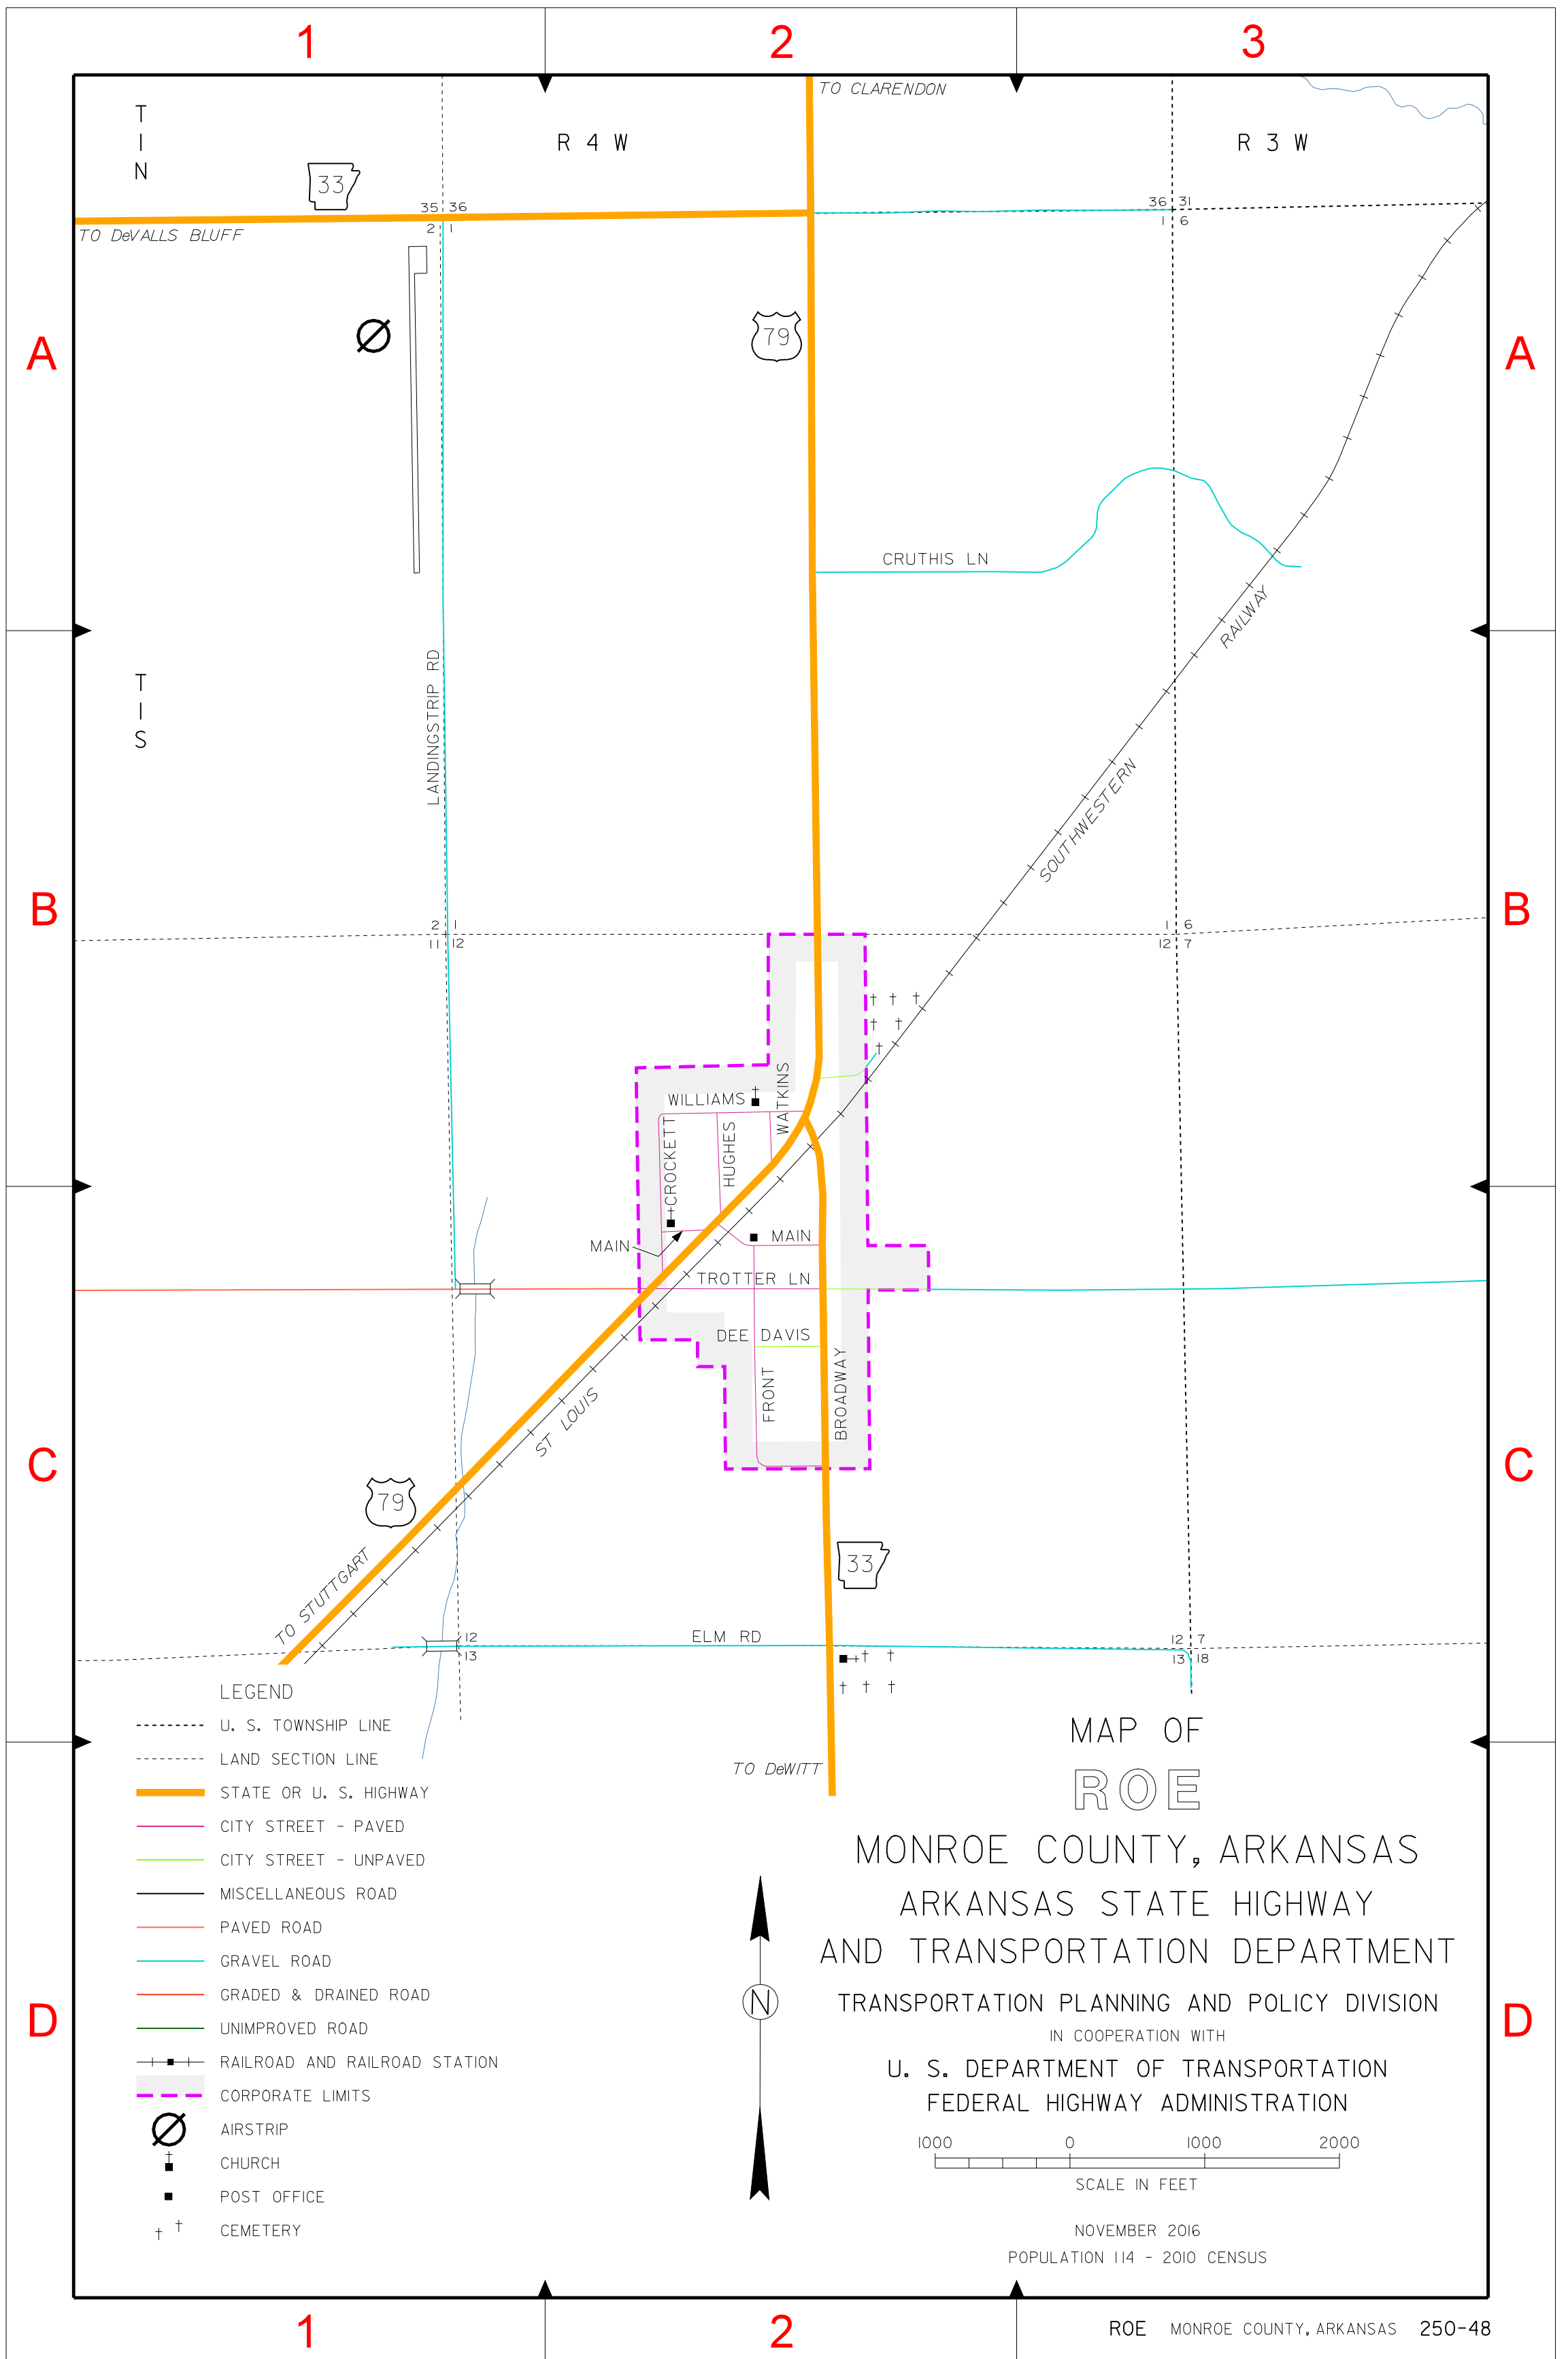 1
2
3
TO CLARENDON
T
I
N
R 4 W
R 3 W
33
35 36
2 1
36 31
1 6
TO DeVALLS BLUFF
79
A
A
CRUTHIS LN
RAILWAY
T
I
S
LANDINGSTRIP RD
SOUTHWESTERN
B
B
2 1
11 12
1 6
12 7
WATKINS
WILLIAMS
CROCKETT
HUGHES
MAIN
MAIN
TROTTER LN
DEE DAVIS
FRONT
BROADWAY
ST LOUIS
C
C
79
33
TO STUTTGART
12
13
ELM RD
12 7
13 18
TO DeWITT
LEGEND
U. S. TOWNSHIP LINE
LAND SECTION LINE
STATE OR U. S. HIGHWAY
CITY STREET - PAVED
CITY STREET - UNPAVED
MISCELLANEOUS ROAD
PAVED ROAD
GRAVEL ROAD
GRADED & DRAINED ROAD
UNIMPROVED ROAD
RAILROAD AND RAILROAD STATION
CORPORATE LIMITS
AIRSTRIP
CHURCH
POST OFFICE
CEMETERY
N
MAP OF
ROE
MONROE COUNTY, ARKANSAS
ARKANSAS STATE HIGHWAY
AND TRANSPORTATION DEPARTMENT
TRANSPORTATION PLANNING AND POLICY DIVISION
IN COOPERATION WITH
U. S. DEPARTMENT OF TRANSPORTATION
FEDERAL HIGHWAY ADMINISTRATION
1000 0 1000 2000
SCALE IN FEET
NOVEMBER 2016
POPULATION 114 - 2010 CENSUS
D
D
1
2
ROE MONROE COUNTY, ARKANSAS 250-48